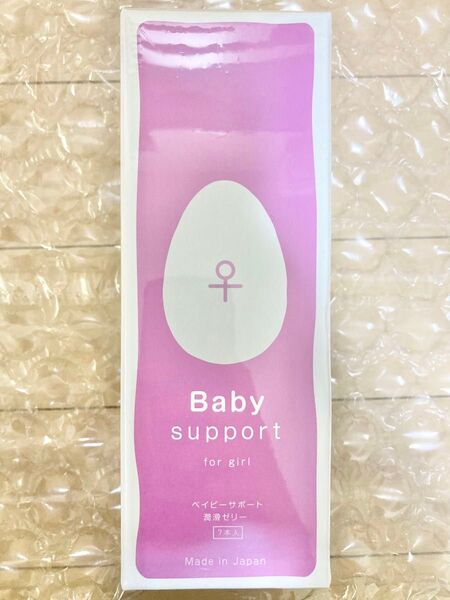 Baby
support
for girl
ベイビーサポート
潤滑ゼリー
7本入
Made in Japan